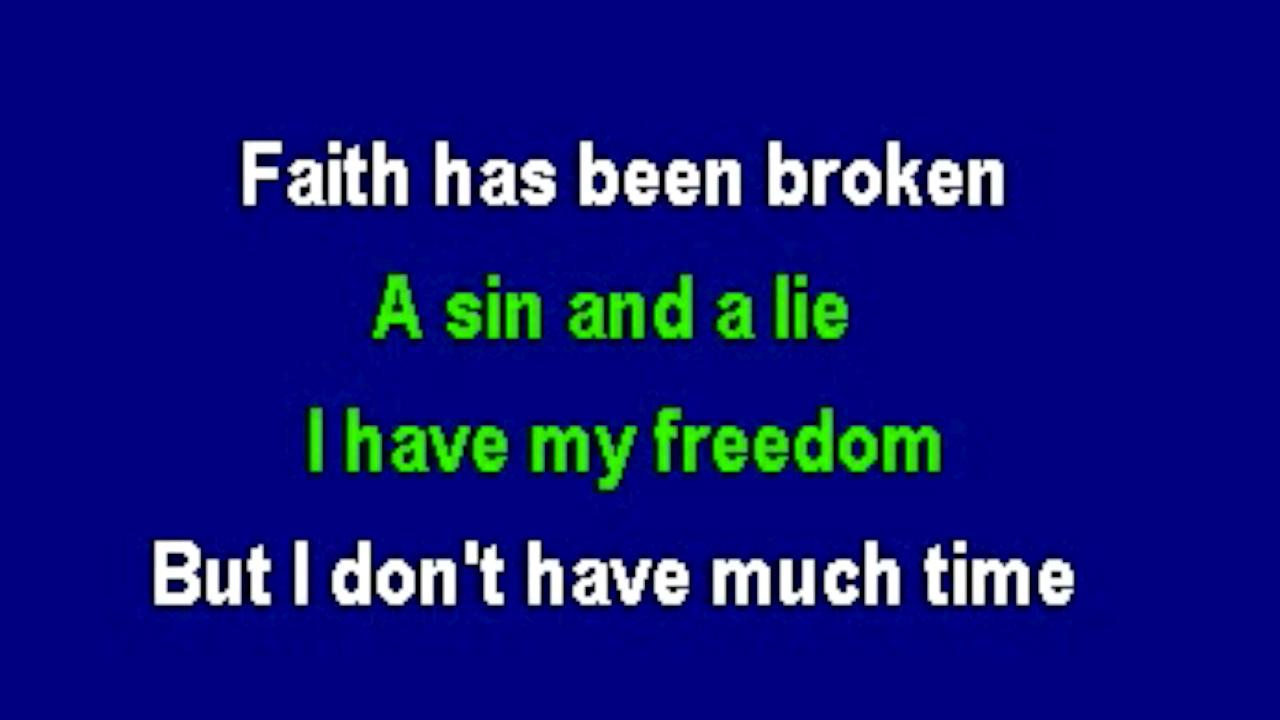 Faith has been broken
A sin and a lie
I have my freedom
But I don't have much time